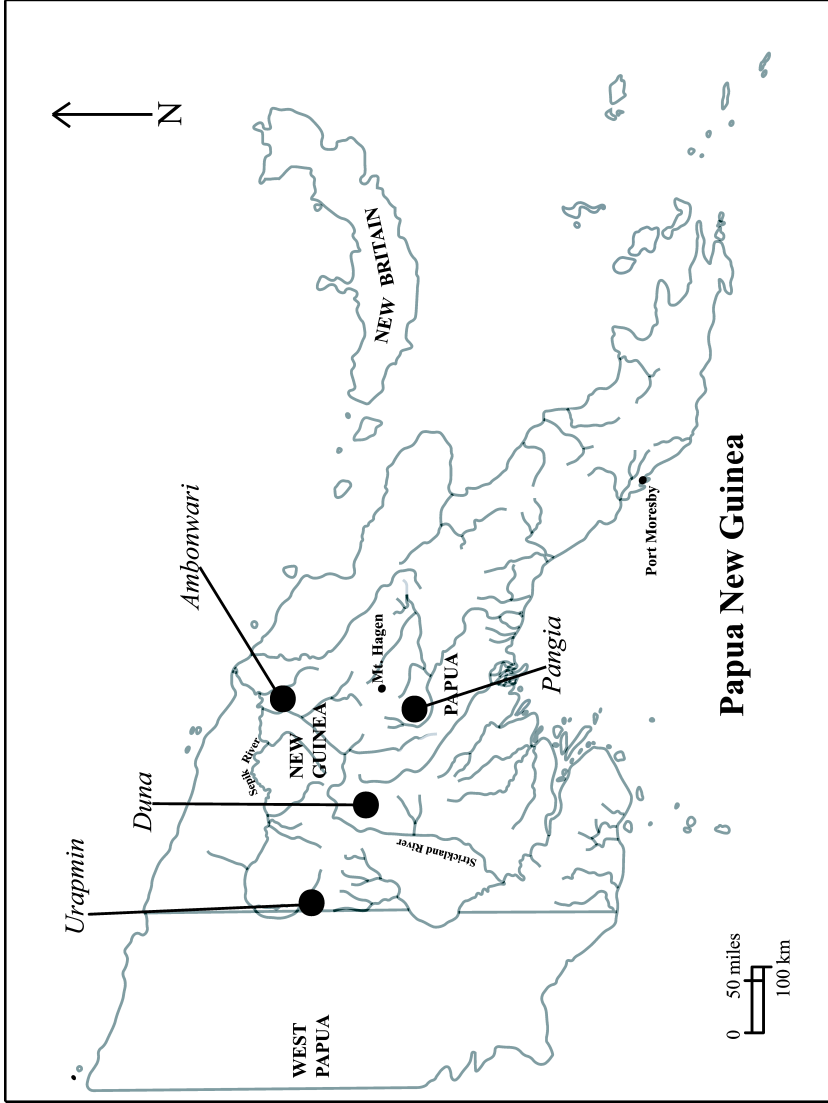 N
Ambonwari
Duna
Urapmin
NEW BRITAIN
Sepik River
NEW
GUINEA
Mt. Hagen
PAPUA
Pangia
Strickland River
WEST
PAPUA
Port Moresby
Papua New Guinea
0 50 miles
100 km